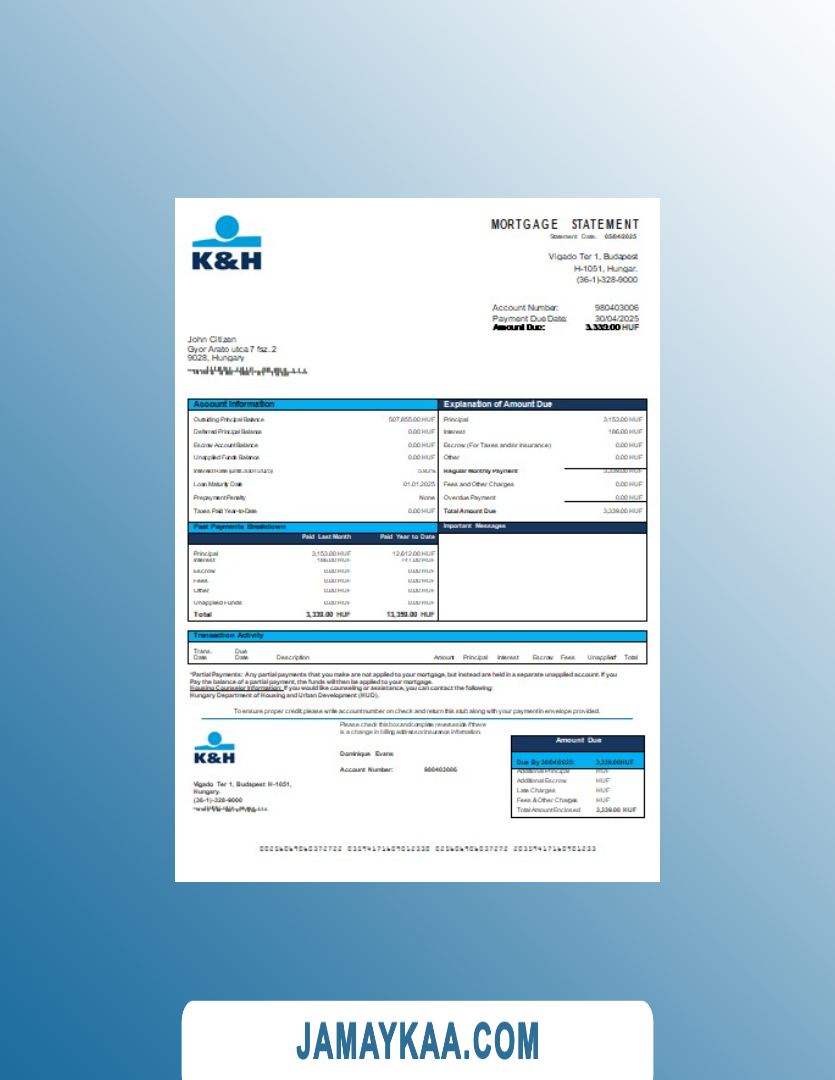 K&H
MORTGAGE STATEMENT
Statement Date: 05/04/2025
Vigado Ter 1, Budapest
H-1051, Hungar.
(36-1)-328-9000
Account Number: 980403006
Payment Due Date: 30/04/2025
Amount Due: 3,339.00 HUF
John Citizen
Gyor Arato utca 7 fsz. 2
9028, Hungary
Account Information
Outstding Principal Balance 507,855.00 HUF
Deferred Principal Balance 0.00 HUF
Escrow Account Balance 0.00 HUF
Unapplied Funds Balance 0.00 HUF
Interest Rate
Loan Maturity Date 01.01.2025
Prepayment Penalty None
Taxes Paid Year-to-Date 0.00 HUF
Explanation of Amount Due
Principal 3,153.00 HUF
Interest 186.00 HUF
Escrow (For Taxes and/or Insurance) 0.00 HUF
Other 0.00 HUF
Regular Monthly Payment 3,339.00 HUF
Fees and Other Charges 0.00 HUF
Overdue Payment 0.00 HUF
Total Amount Due 3,339.00 HUF
Past Payments Breakdown
Paid Last Month Paid Year to Date
Principal 3,153.00 HUF 12,612.00 HUF
Interest 186.00 HUF HUF
Escrow 0.00 HUF 0.00 HUF
Fees 0.00 HUF 0.00 HUF
Other 0.00 HUF 0.00 HUF
Unapplied Funds 0.00 HUF 0.00 HUF
Total 3,339.00 HUF 13,359.00 HUF
Important Messages
Transaction Activity
Trans. Date Due Date Description Amount Principal Interest Escrow Fees Unapplied* Total
*Partial Payments: Any partial payments that you make are not applied to your mortgage, but instead are held in a separate unapplied account. If you
Pay the balance of a partial payment, the funds will then be applied to your mortgage.
Housing Counselor Information: If you would like counseling or assistance, you can contact the following:
Hungary Department of Housing and Urban Development (HUD).
To ensure proper credit please write account number on check and return this stub along with your payment in envelope provided.
K&H
Please check this box and complete reverse side if there
is a change in billing address or insurance information.
Dominique Evans
Account Number: 980403006
Vigado Ter 1, Budapest H-1051,
Hungary.
(36-1)-328-9000
Amount Due
Due By 30/04/2025: 3,339.00 HUF
Additional Principal HUF
Additional Escrow HUF
Late Charges HUF
Fees & Other Charges HUF
Total Amount Enclosed 3,339.00 HUF
JAMAYKAA.COM